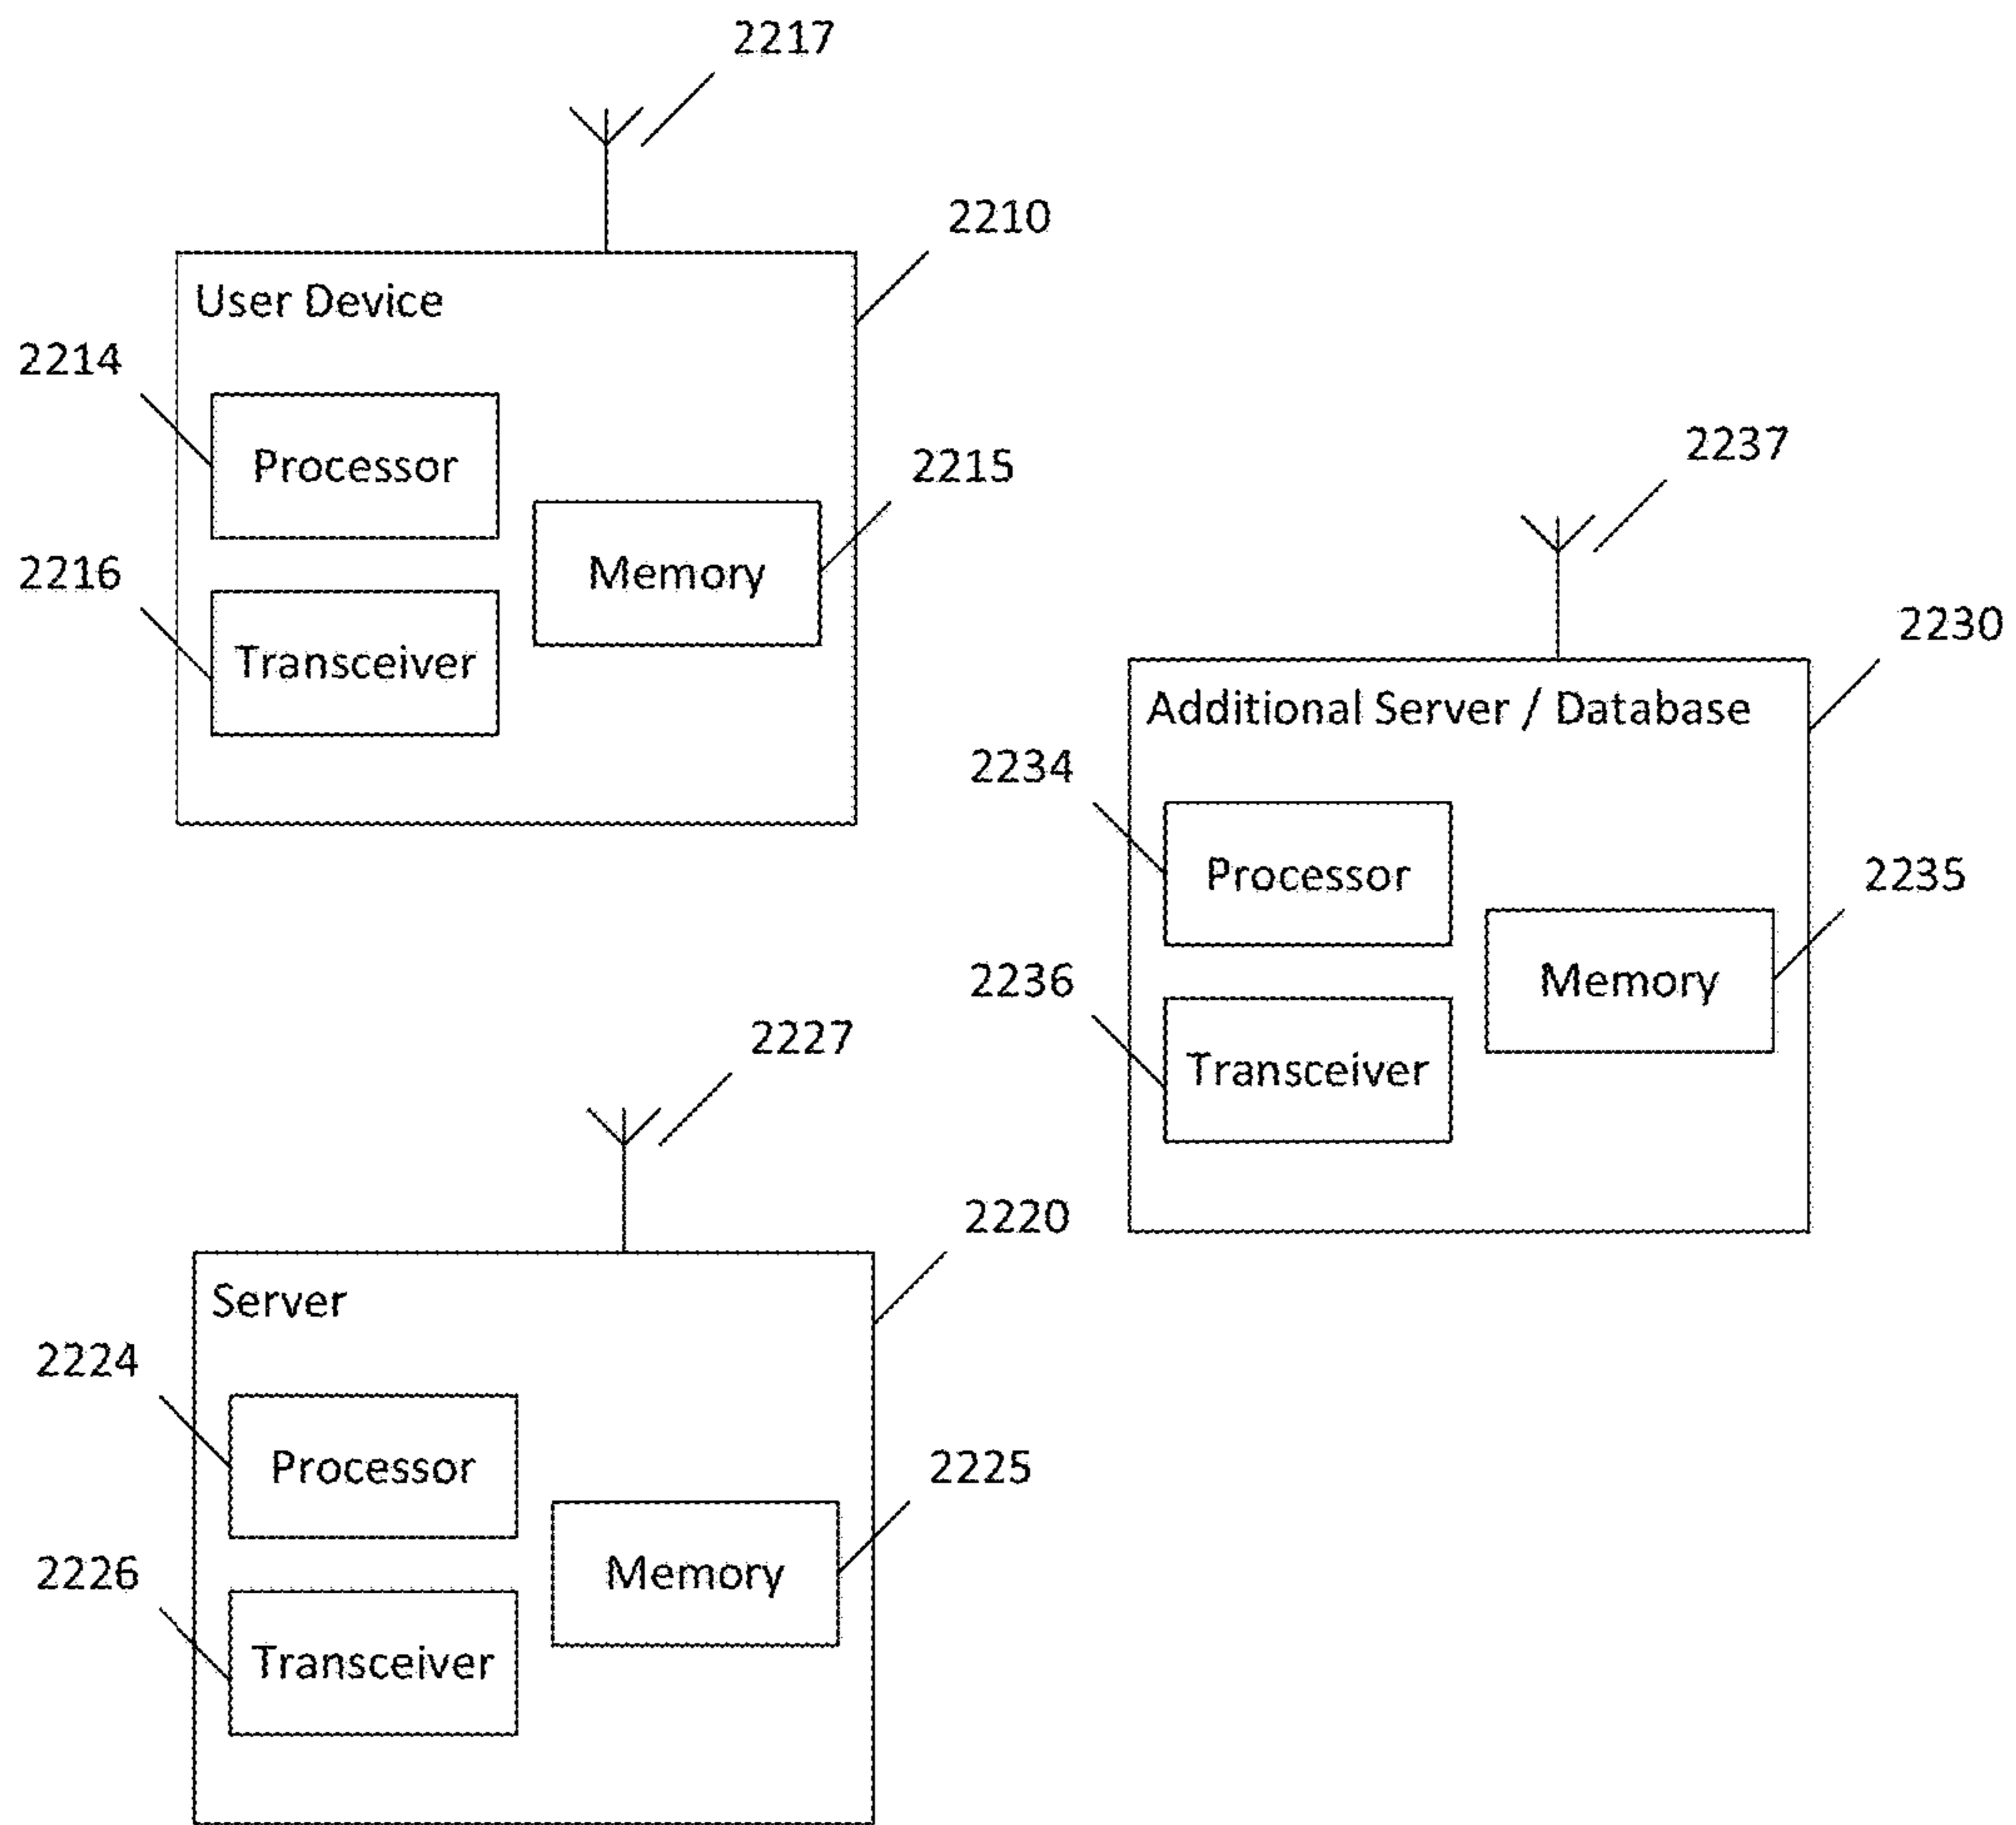 2217
2210
User Device
2214
Processor
2215
Memory
2216
Transceiver
2237
2230
Additional Server / Database
2234
Processor
2235
Memory
2236
Transceiver
2227
2220
Server
2224
Processor
2225
Memory
2226
Transceiver